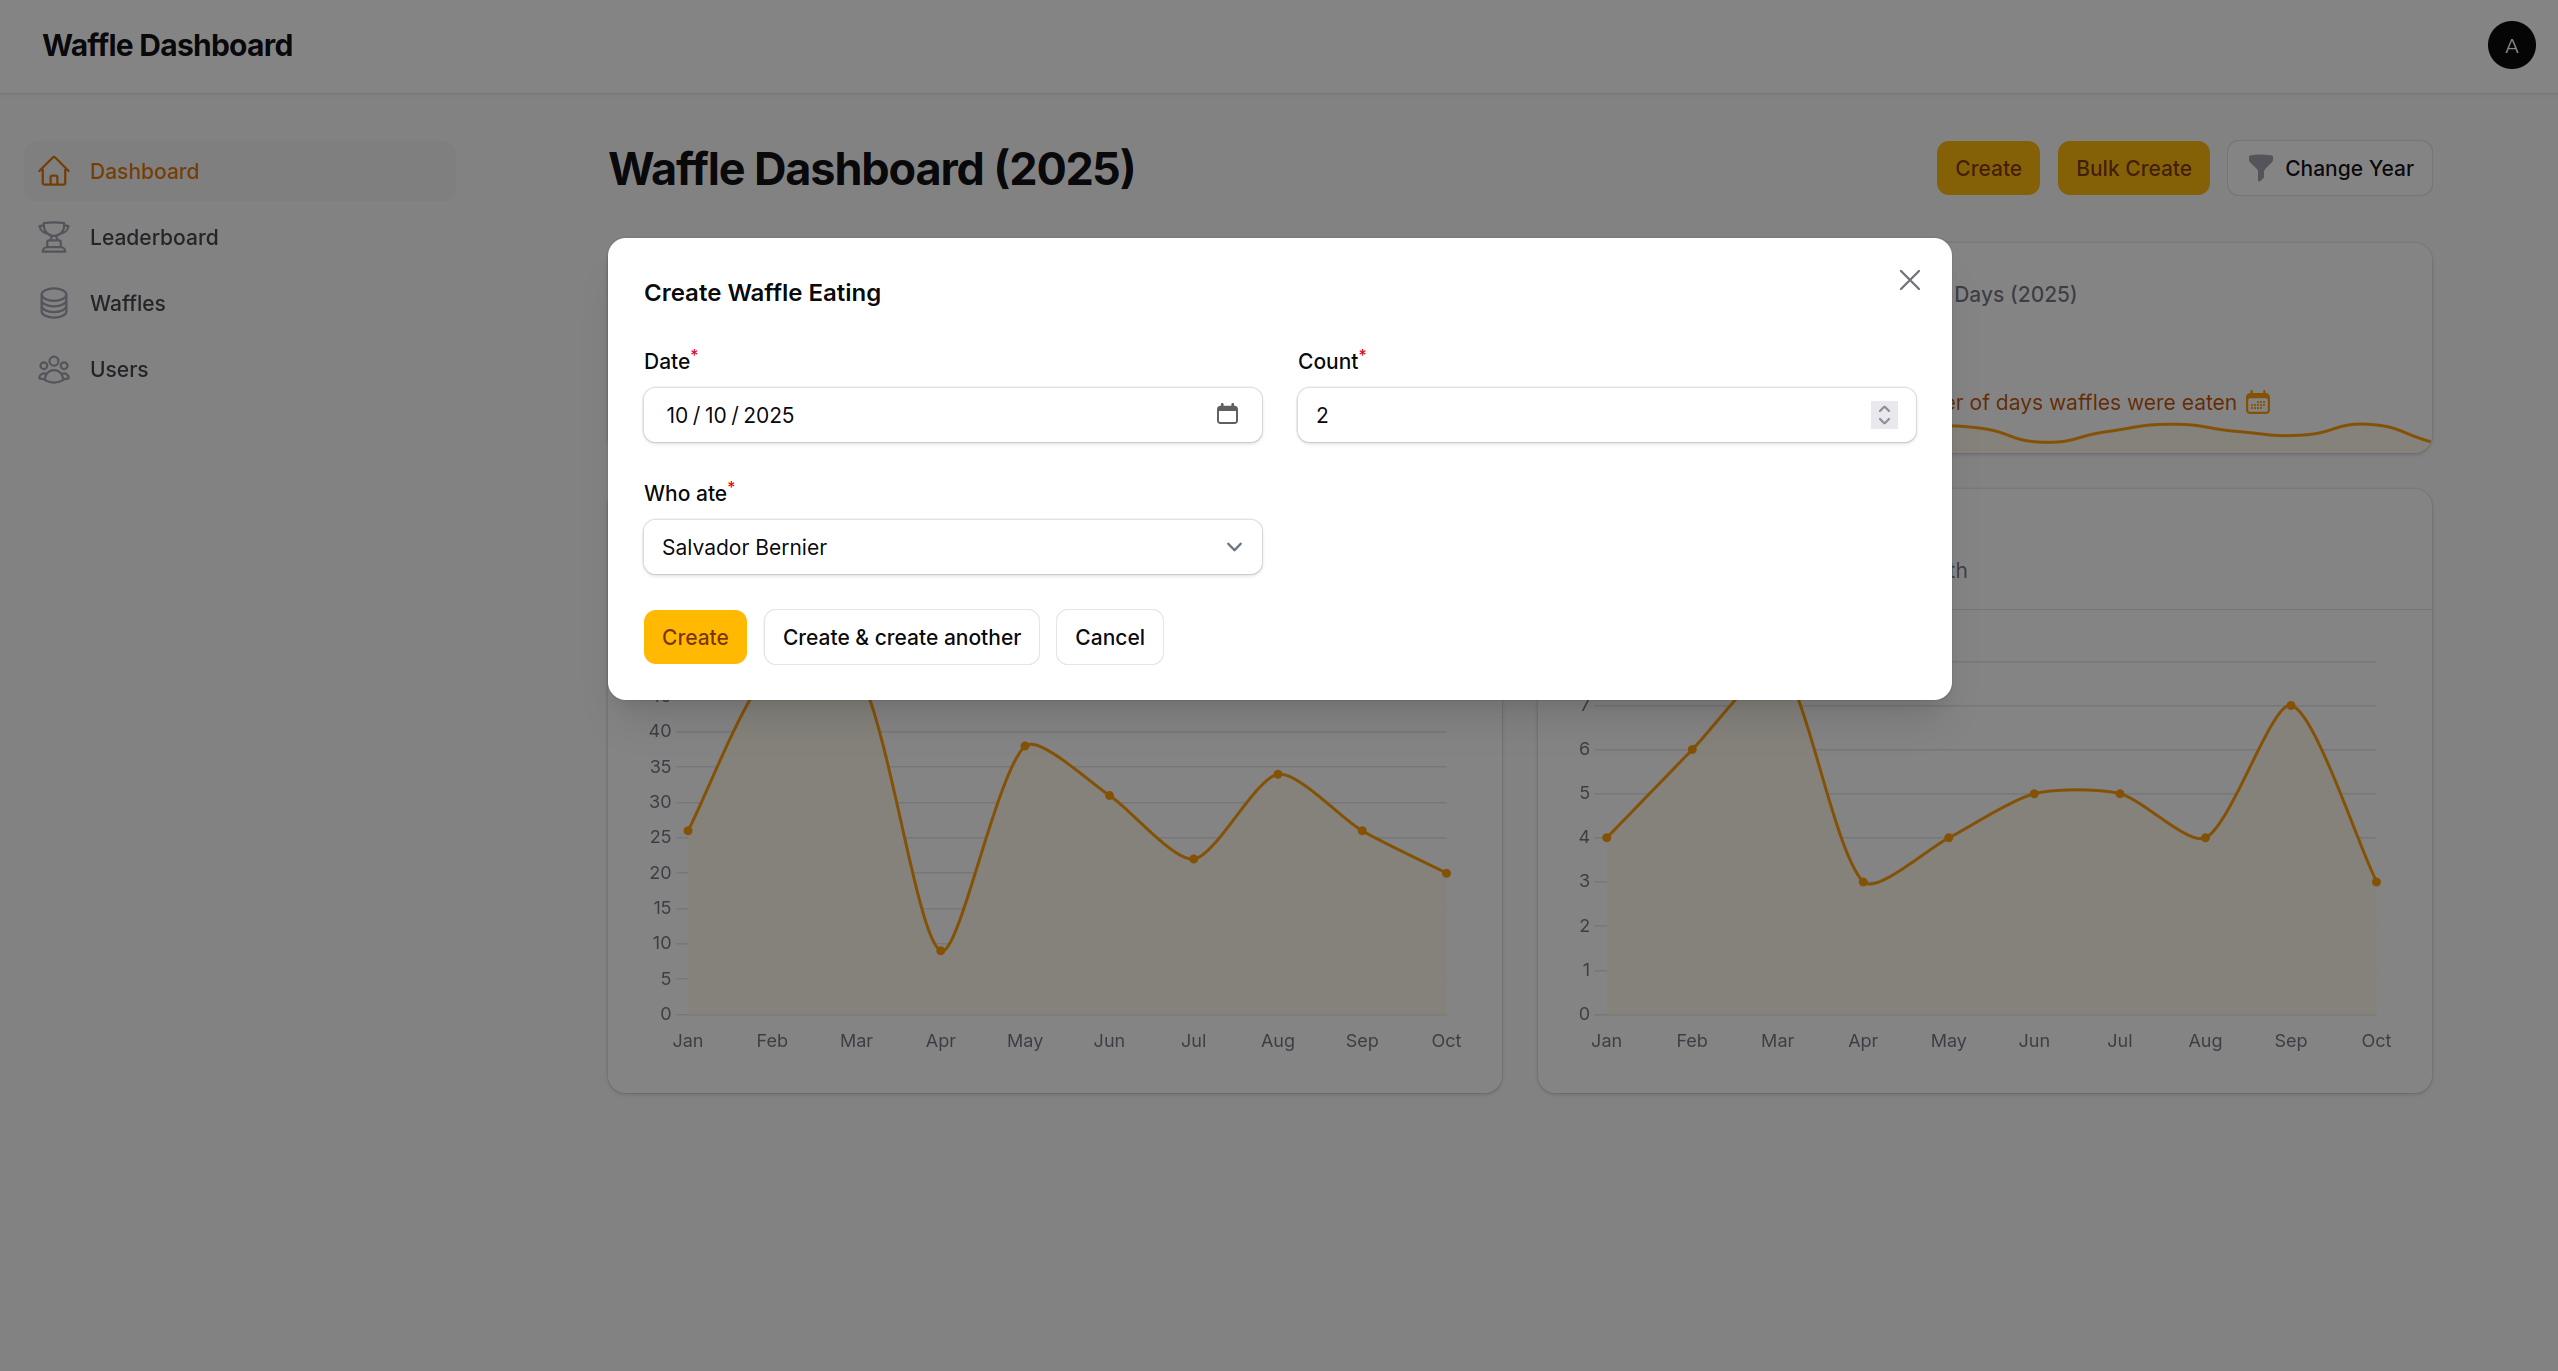 Waffle Dashboard
A
Dashboard
Leaderboard
Waffles
Users
Waffle Dashboard (2025)
Create
Bulk Create
Change Year
Days (2025)
of days waffles were eaten
Create Waffle Eating
Date*
Count*
10 / 10 / 2025
2
Who ate*
Salvador Bernier
Create
Create & create another
Cancel
40
35
30
25
20
15
10
5
0
Jan Feb Mar Apr May Jun Jul Aug Sep Oct
7
6
5
4
3
2
1
0
Jan Feb Mar Apr May Jun Jul Aug Sep Oct